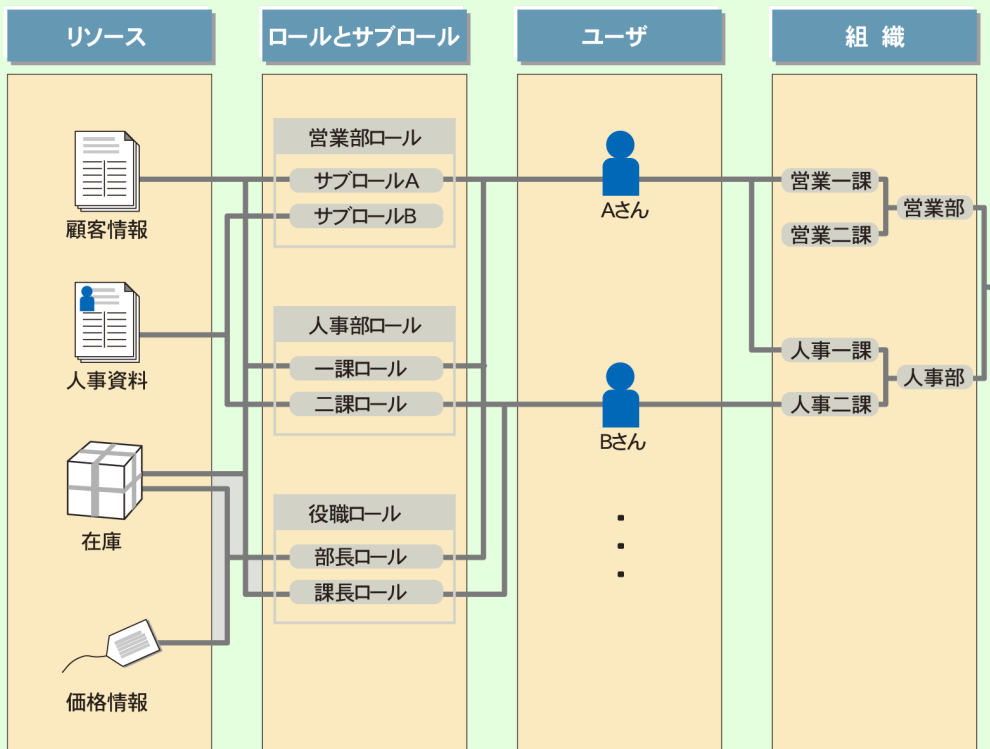 リソース
ロールとサブロール
ユーザ
組 織
顧客情報
人事資料
在庫
価格情報
営業部ロール
サブロールA
サブロールB
人事部ロール
一課ロール
二課ロール
役職ロール
部長ロール
課長ロール
Aさん
Bさん
営業一課
営業二課
営業部
人事一課
人事二課
人事部